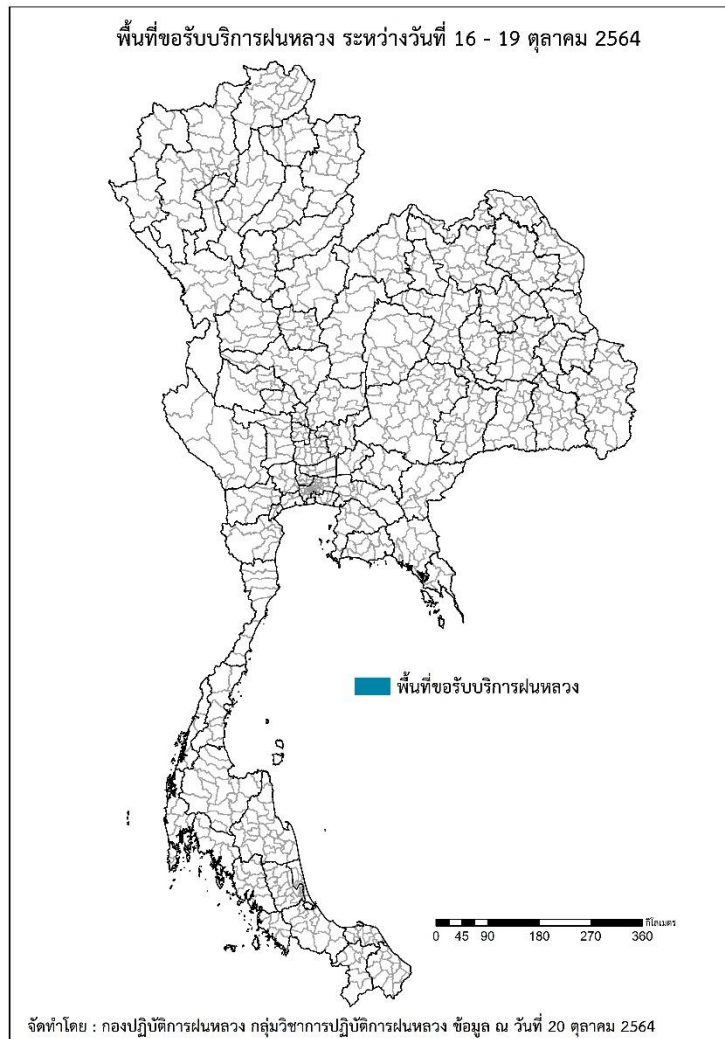 พื้นที่ขอรับบริการฝนหลวง ระหว่างวันที่ 16 - 19 ตุลาคม 2564
พื้นที่ขอรับบริการฝนหลวง
กิโลเมตร
0 45 90 180 270 360
จัดทำโดย : กองปฏิบัติการฝนหลวง กลุ่มวิชาการปฏิบัติการฝนหลวง ข้อมูล ณ วันที่ 20 ตุลาคม 2564